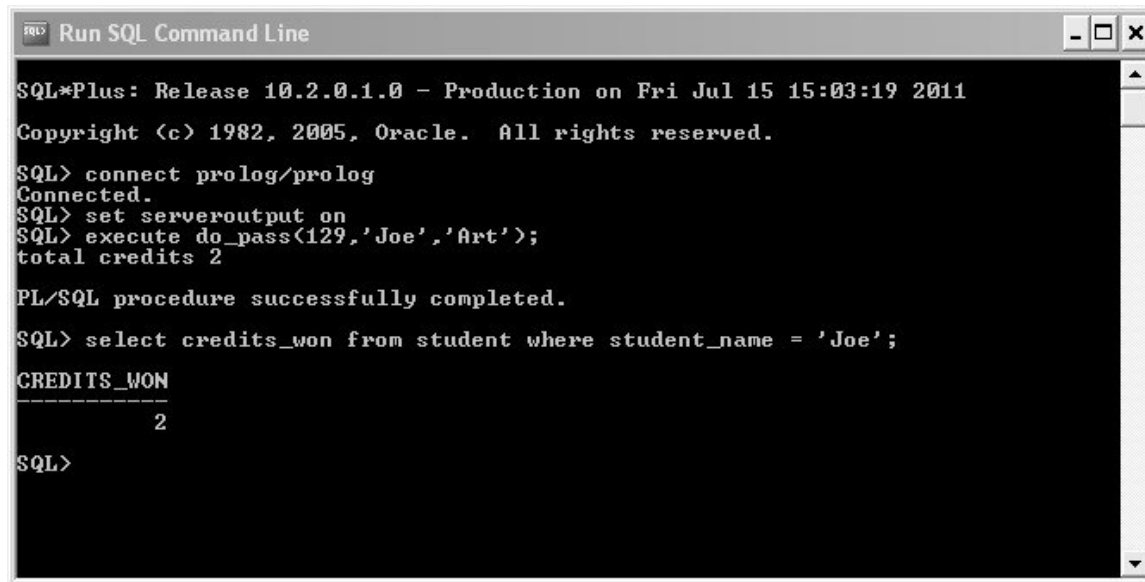 Run SQL Command Line
SQL*Plus: Release 10.2.0.1.0 - Production on Fri Jul 15 15:03:19 2011
Copyright (c) 1982, 2005, Oracle.  All rights reserved.
SQL> connect prolog/prolog
Connected.
SQL> set serveroutput on
SQL> execute do_pass(129,'Joe','Art');
total credits 2
PL/SQL procedure successfully completed.
SQL> select credits_won from student where student_name = 'Joe';
CREDITS_WON
-----------
2
SQL>